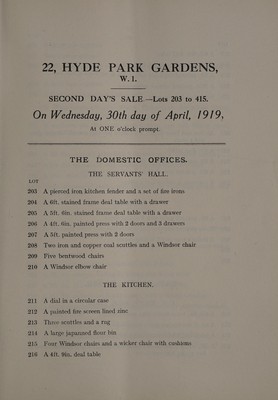 22, HYDE PARK GARDENS,
W. 1.
SECOND DAY'S SALE—Lots 203 to 415.
On Wednesday, 30th day of April, 1919,
At ONE o'clock prompt.
THE DOMESTIC OFFICES.
THE SERVANTS' HALL.
LOT
203 A pierced iron kitchen fender and a set of fire irons
204 A 6ft. stained frame deal table with a drawer
205 A 5ft. 6in. stained frame deal table with a drawer
206 A 4ft. 6in. painted press with 2 doors and 3 drawers
207 A 5ft. painted press with 2 doors
208 Two iron and copper coal scuttles and a Windsor chair
209 Five bentwood chairs
210 A Windsor elbow chair
THE KITCHEN.
211 A dial in a circular case
212 A painted fire screen lined zinc
213 Three scuttles and a rug
214 A large japanned flour bin
215 Four Windsor chairs and a wicker chair with cushions
216 A 4ft. 9in. deal table